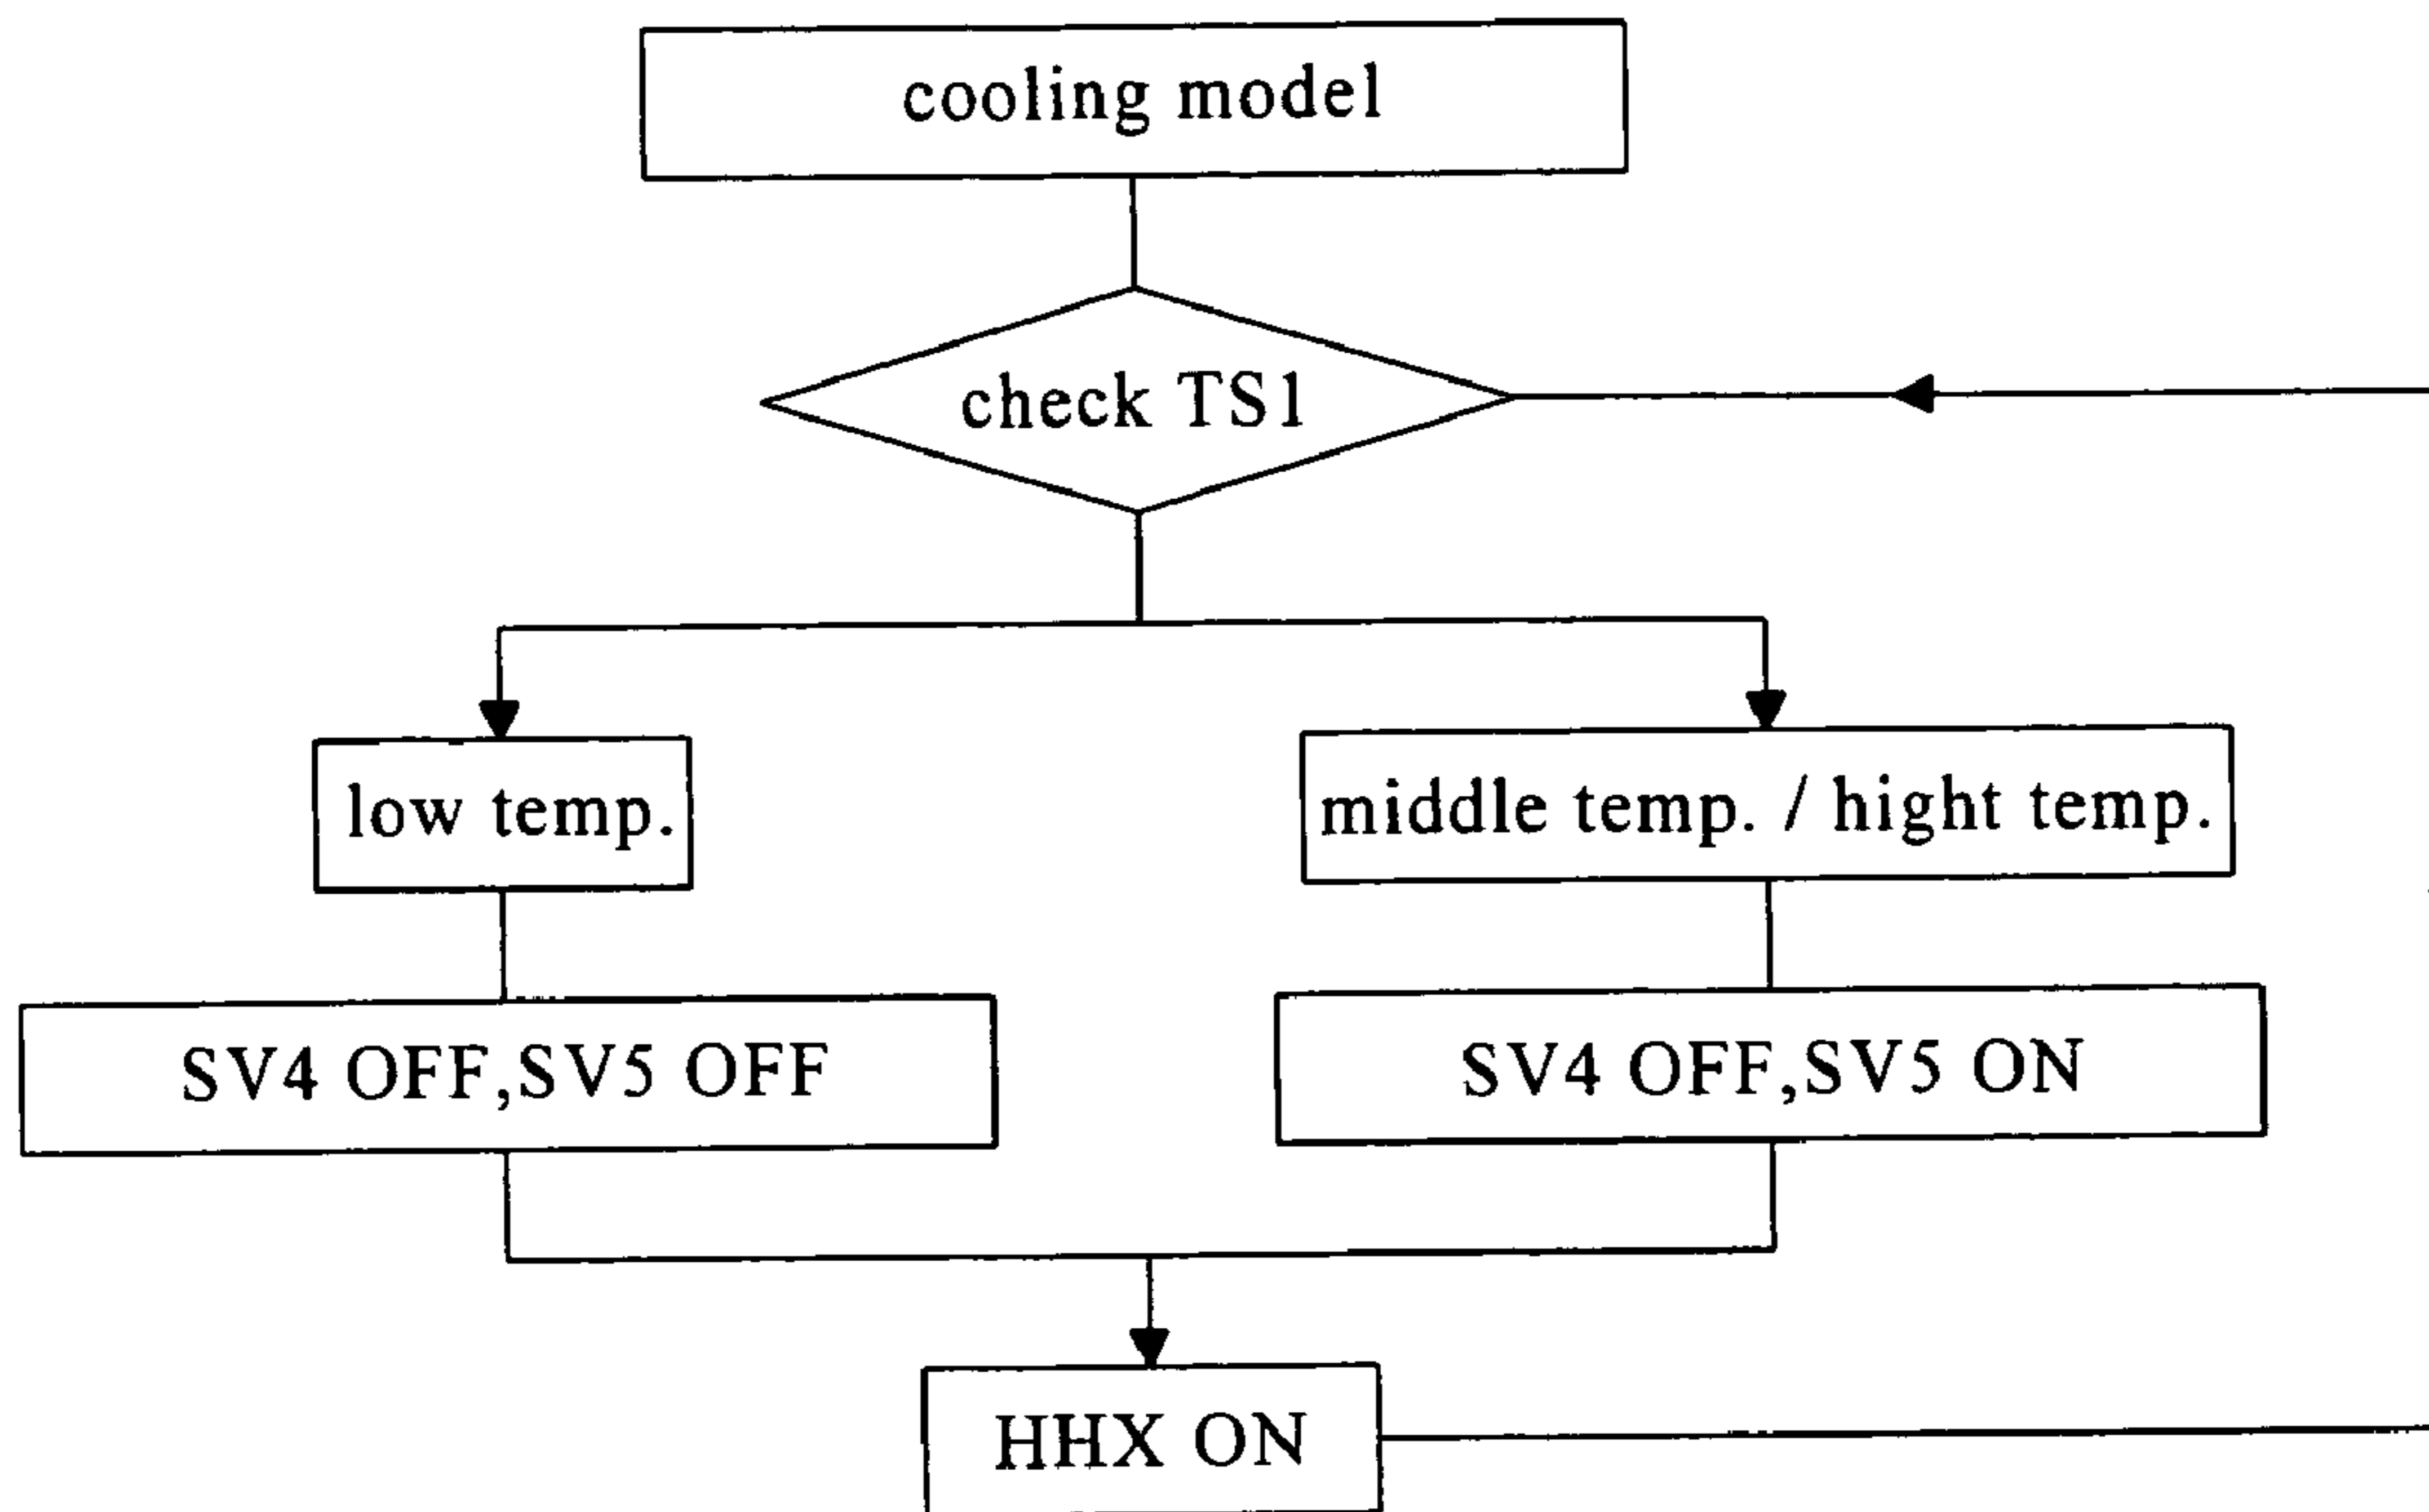 cooling model
check TS1
low temp.
middle temp. / hight temp.
SV4 OFF,SV5 OFF
SV4 OFF,SV5 ON
HHX ON